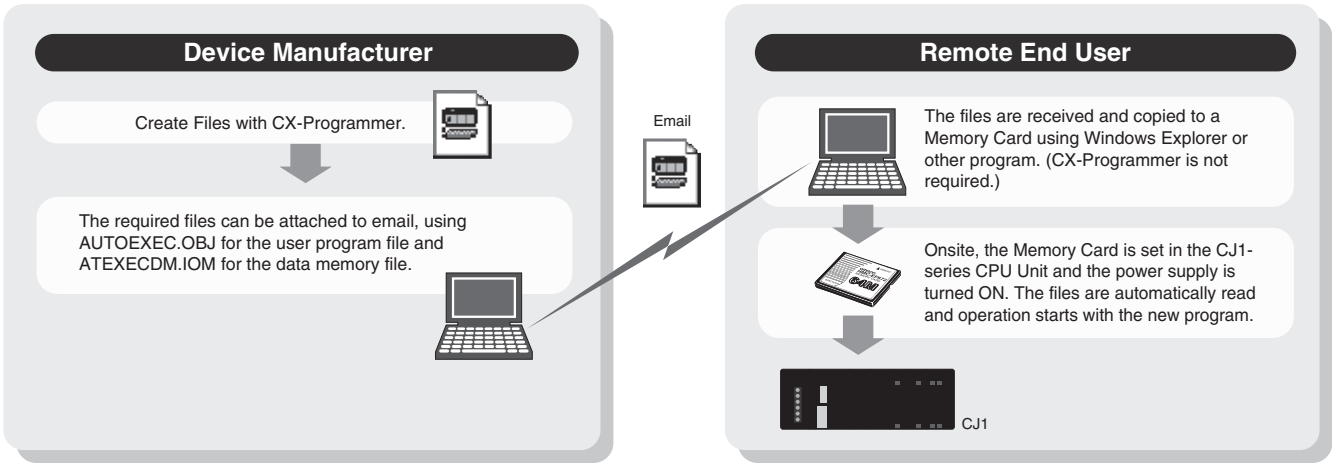 Device Manufacturer
Create Files with CX-Programmer.
The required files can be attached to email, using
AUTOEXEC.OBJ for the user program file and
ATEXECDM.IOM for the data memory file.
Email
Remote End User
The files are received and copied to a
Memory Card using Windows Explorer or
other program. (CX-Programmer is not
required.)
Onsite, the Memory Card is set in the CJ1-
series CPU Unit and the power supply is
turned ON. The files are automatically read
and operation starts with the new program.
64M
CJ1